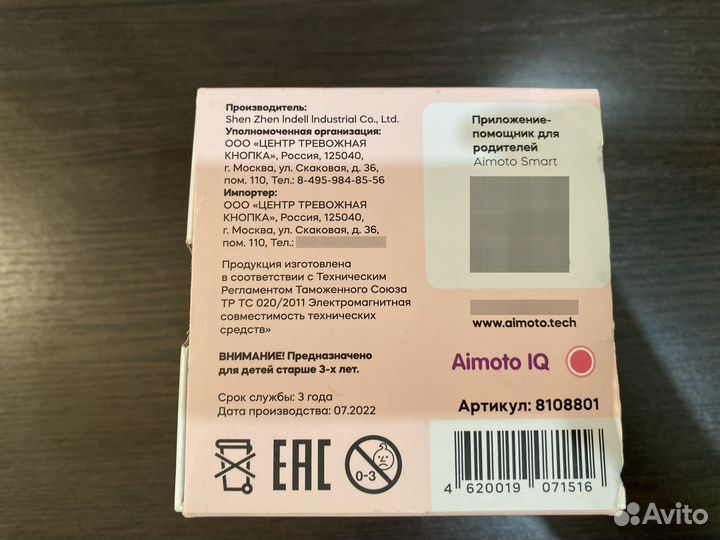 Производитель:
Shen Zhen Indell Industrial Co., Ltd.
Уполномоченная организация:
ООО «ЦЕНТР ТРЕВОЖНАЯ
КНОПКА», Россия, 125040,
г. Москва, ул. Скаковая, д. 36,
пом. 110, Тел.: 8-495-984-85-56
Импортер:
ООО «ЦЕНТР ТРЕВОЖНАЯ
КНОПКА», Россия, 125040,
г. Москва, ул. Скаковая, д. 36,
пом. 110, Тел.:
Продукция изготовлена
в соответствии с Техническим
Регламентом Таможенного Союза
ТР ТС 020/2011 Электромагнитная
совместимость технических
средств»
ВНИМАНИЕ! Предназначено
для детей старше 3-х лет.
Срок службы: 3 года
Дата производства: 07.2022
EAC
0-3
Приложение-
помощник для
родителей
Aimoto Smart
www.aimoto.tech
Aimoto IQ
Артикул: 8108801
4 620019 071516
Avito